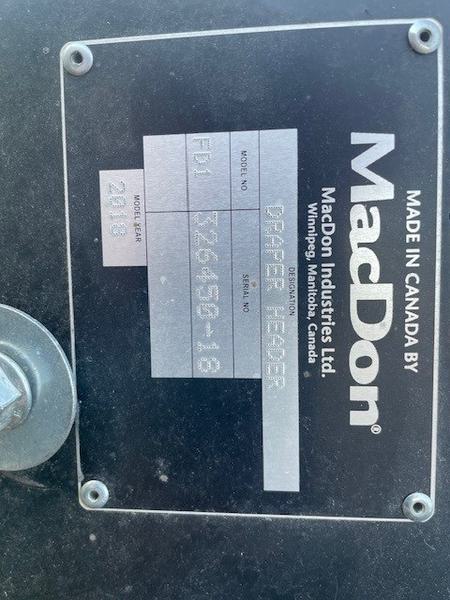 MADE IN CANADA BY
MacDon®
MacDon Industries Ltd.
Winnipeg, Manitoba, Canada
DESIGNATION
DRAPER HEADER
MODEL NO. SERIAL NO.
FD1 326450-18
MODEL YEAR
2018